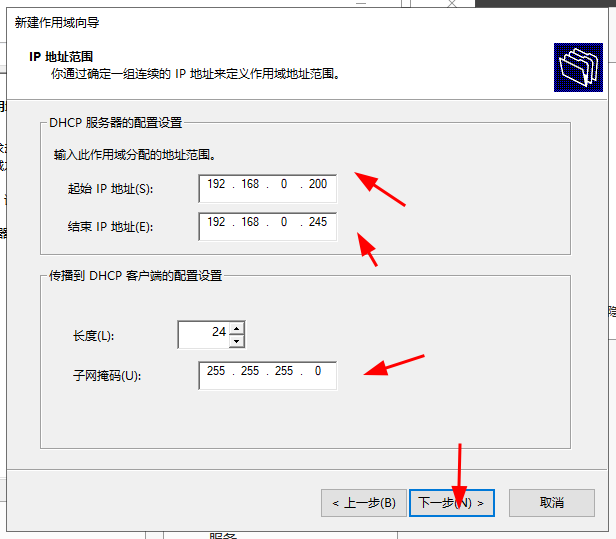 新建作用域向导
IP 地址范围
你通过确定一组连续的 IP 地址来定义作用域地址范围。
DHCP 服务器的配置设置
输入此作用域分配的地址范围。
起始 IP 地址(S): 192 . 168 . 0 . 200
结束 IP 地址(E): 192 . 168 . 0 . 245
传播到 DHCP 客户端的配置设置
长度(L): 24
子网掩码(U): 255 . 255 . 255 . 0
< 上一步(B) 下一步(N) > 取消